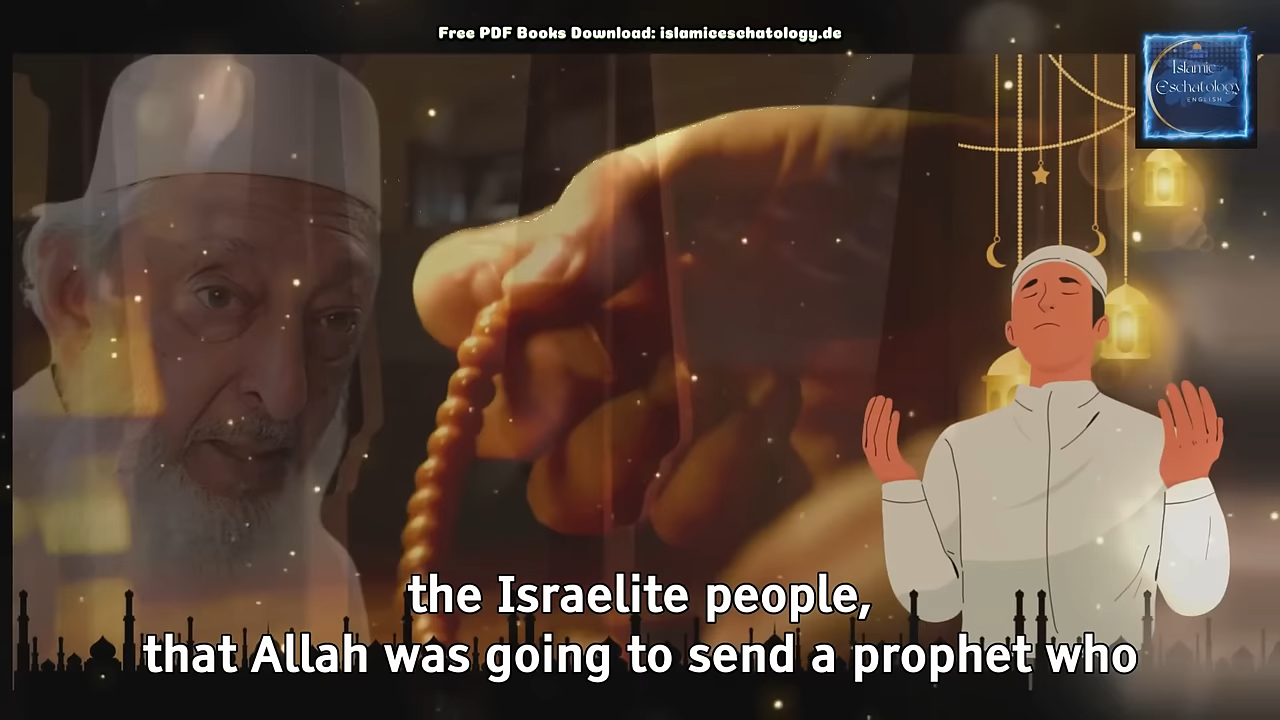 Free PDF Books Download: islamiceschatology.de
Islamic
Eschatology
ENGLISH
the Israelite people,
that Allah was going to send a prophet who